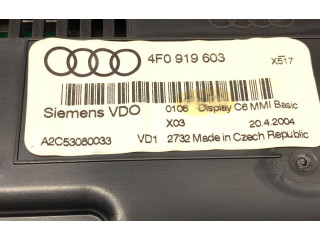 4F0 919 603 X517
Siemens VDO 0106 Display C6 MMI Basic
X03 20.4.2004
A2C53080033 VD1 2732 Made in Czech Republic